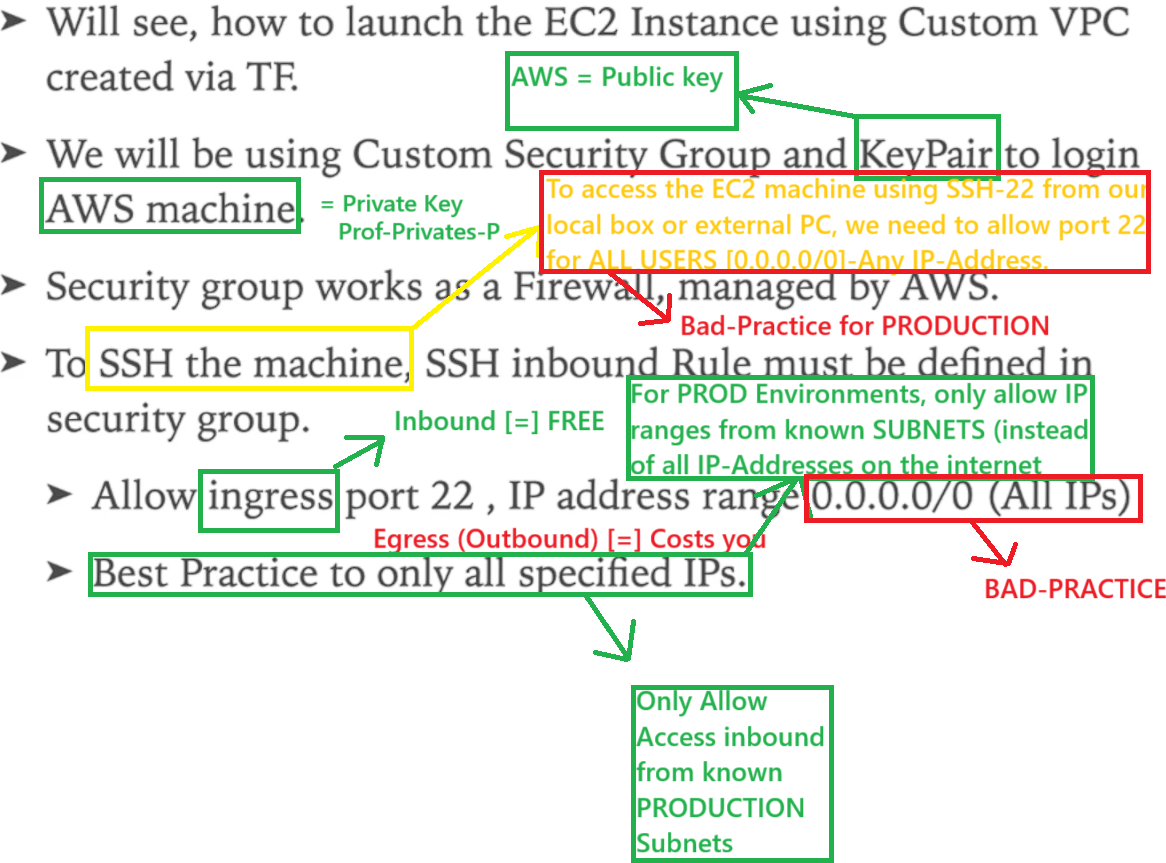 ➤ Will see, how to launch the EC2 Instance using Custom VPC
created via TF.
AWS = Public key
➤ We will be using Custom Security Group and KeyPair to login
AWS machine.
= Private Key
Prof-Privates-P
To access the EC2 machine using SSH-22 from our
local box or external PC, we need to allow port 22
for ALL USERS [0.0.0.0/0]-Any IP-Address.
➤ Security group works as a Firewall, managed by AWS.
Bad-Practice for PRODUCTION
➤ To SSH the machine, SSH inbound Rule must be defined in
security group.
Inbound [=] FREE
For PROD Environments, only allow IP
ranges from known SUBNETS (instead
of all IP-Addresses on the internet
➤ Allow ingress port 22 , IP address range 0.0.0.0/0 (All IPs)
Egress (Outbound) [=] Costs you
➤ Best Practice to only all specified IPs.
BAD-PRACTICE
Only Allow
Access inbound
from known
PRODUCTION
Subnets